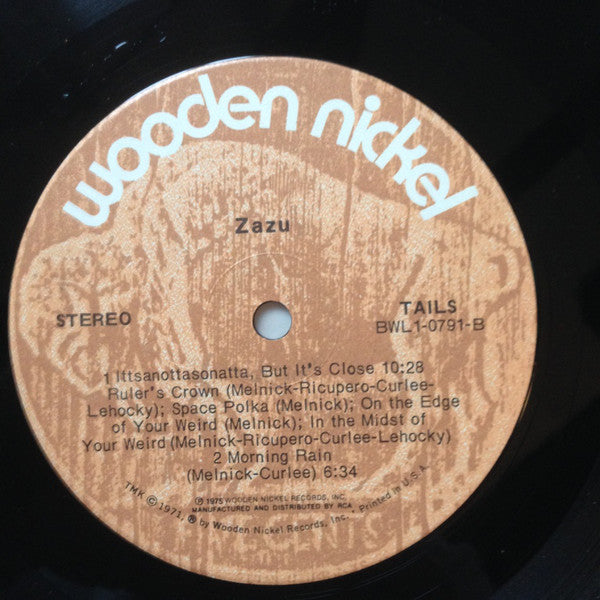 wooden nickel
Zazu
STEREO
TAILS
BWL1-0791-B
1 Ittsanottasonatta, But It's Close 10:28
Ruler's Crown (Melnick-Ricupero-Curlee-
Lehocky); Space Polka (Melnick); On the Edge
of Your Weird (Melnick); In the Midst of
Your Weird (Melnick-Ricupero-Curlee-Lehocky)
2 Morning Rain
(Melnick-Curlee) 6:34
℗ 1975 WOODEN NICKEL RECORDS, INC.
MANUFACTURED AND DISTRIBUTED BY RCA
TMK © 1971, ® by Wooden Nickel Records, Inc. Printed in U.S.A.